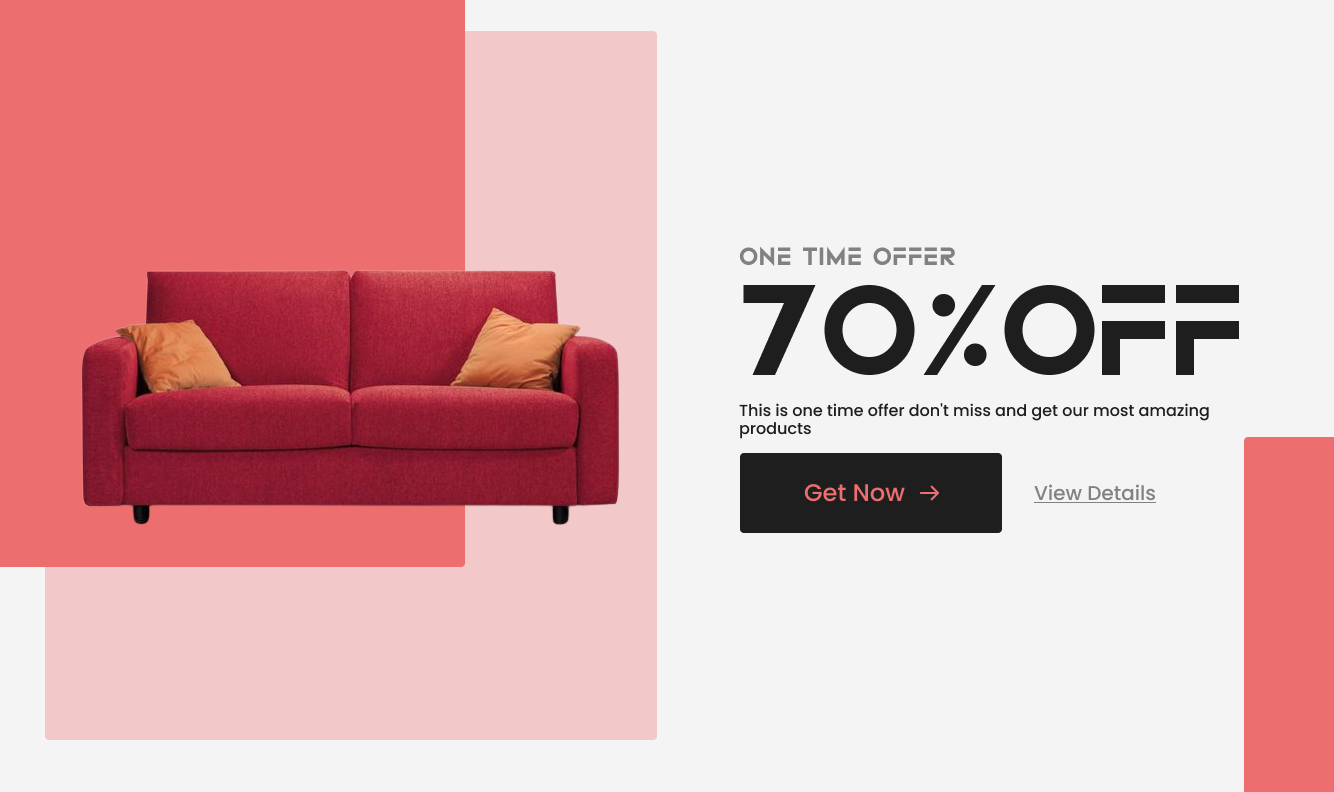 ONE TIME OFFER
70%OFF
This is one time offer don't miss and get our most amazing
products
Get Now →
View Details